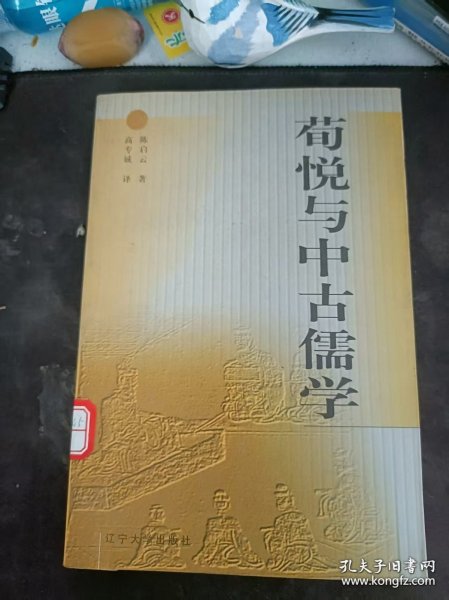 荀悦与中古儒学
陈启云 著
高专诚 译
辽宁大学出版社
孔夫子旧书网
www.kongfz.com